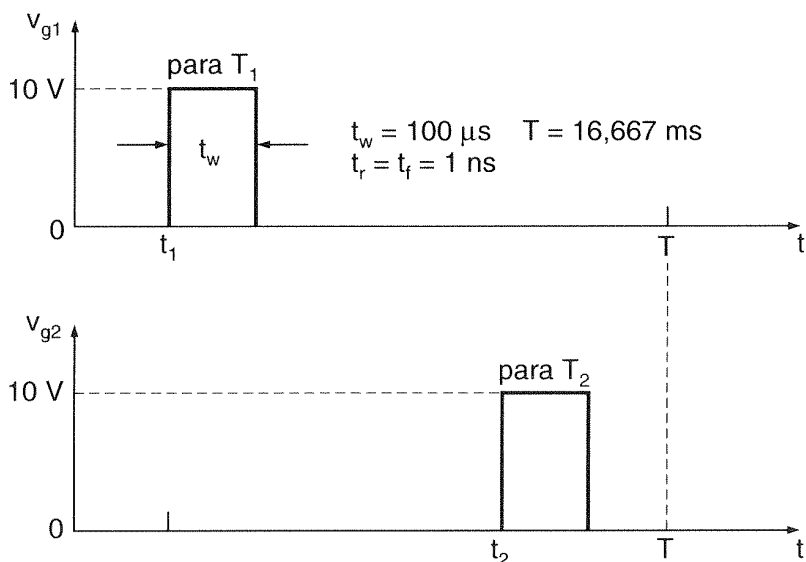 v_g1
para T_1
10 V
t_w = 100 µs T = 16,667 ms
t_w
t_r = t_f = 1 ns
0
t_1
T
t
v_g2
para T_2
10 V
0
t_2
T
t